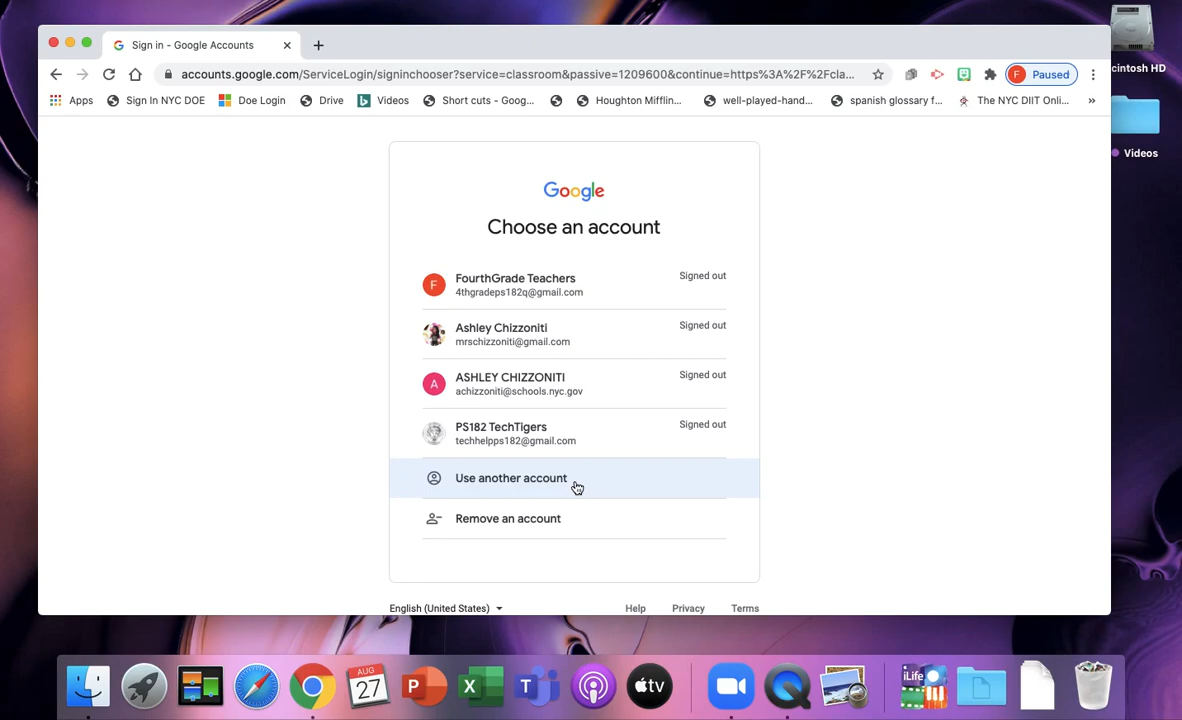 Sign in - Google Accounts
accounts.google.com/ServiceLogin/signinchooser?service=classroom&passive=1209600&continue=https%3A%2F%2Fcla...
F Paused
Apps Sign In NYC DOE Doe Login Drive Videos Short cuts - Goog... Houghton Mifflin... well-played-hand... spanish glossary f... The NYC DIIT Onli... »
cintosh HD
Videos
Google
Choose an account
F FourthGrade Teachers Signed out
4thgradeps182q@gmail.com
Ashley Chizzoniti Signed out
mrschizzoniti@gmail.com
A ASHLEY CHIZZONITI Signed out
achizzoniti@schools.nyc.gov
PS182 TechTigers Signed out
techhelpps182@gmail.com
Use another account
Remove an account
English (United States) Help Privacy Terms
AUG
27
P
X
T
tv
iLife